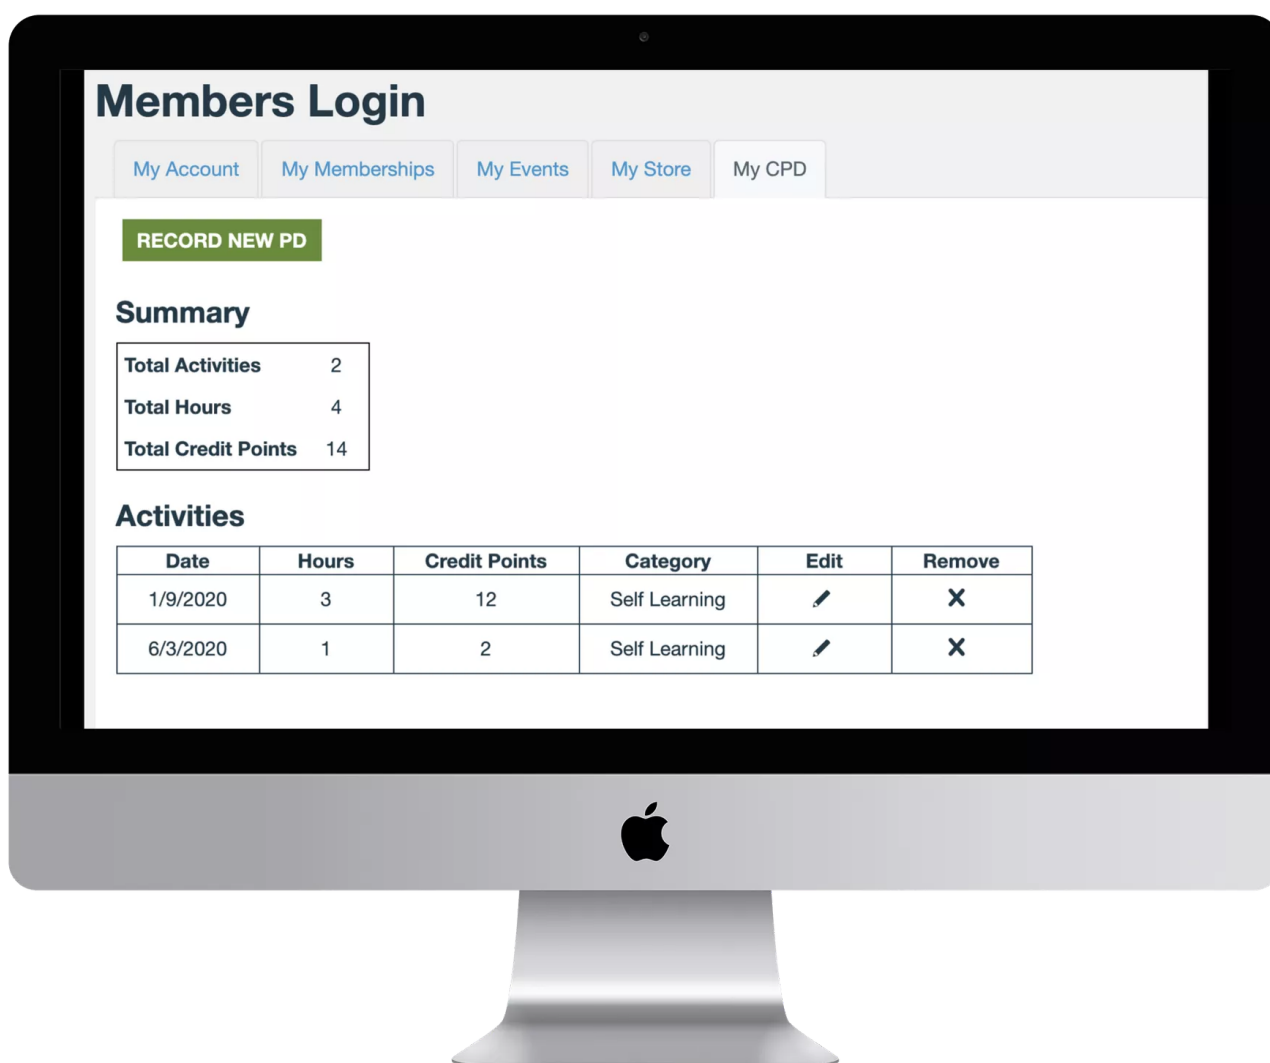 Members Login
My Account My Memberships My Events My Store My CPD
RECORD NEW PD
Summary
Total Activities 2
Total Hours 4
Total Credit Points 14
Activities
Date Hours Credit Points Category Edit Remove
1/9/2020 3 12 Self Learning
6/3/2020 1 2 Self Learning